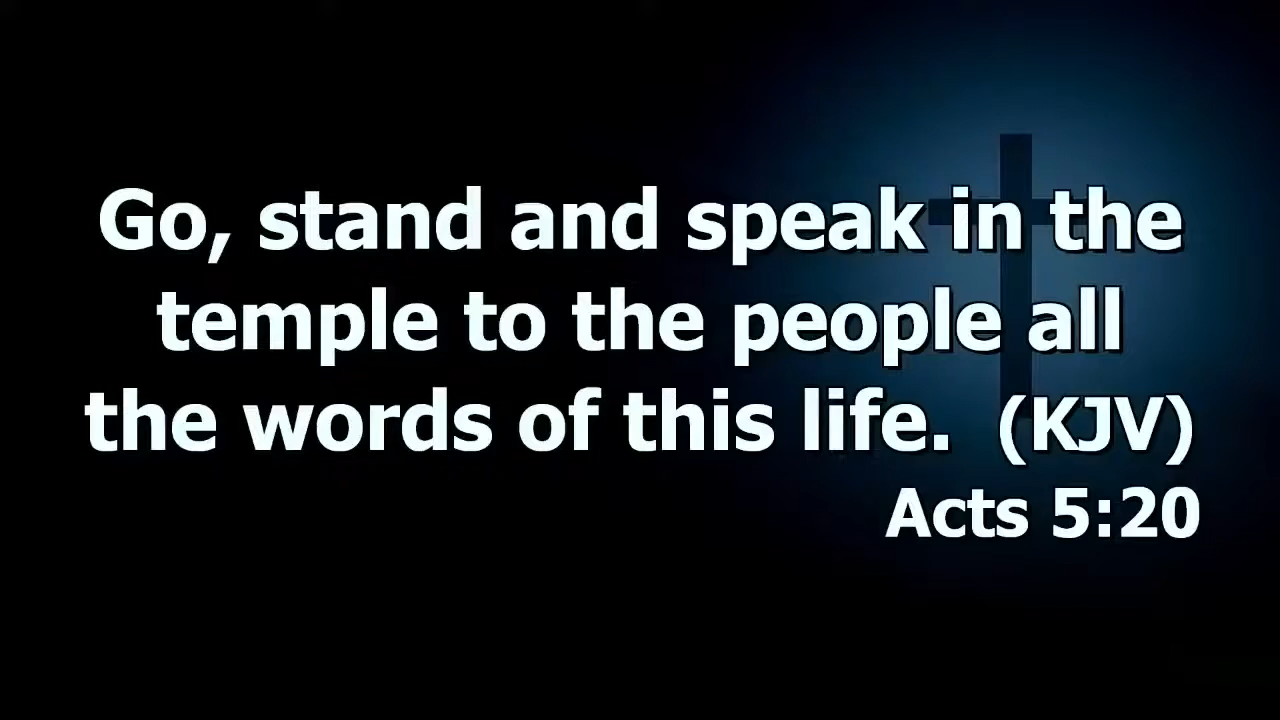 Go, stand and speak in the
temple to the people all
the words of this life. (KJV)
Acts 5:20